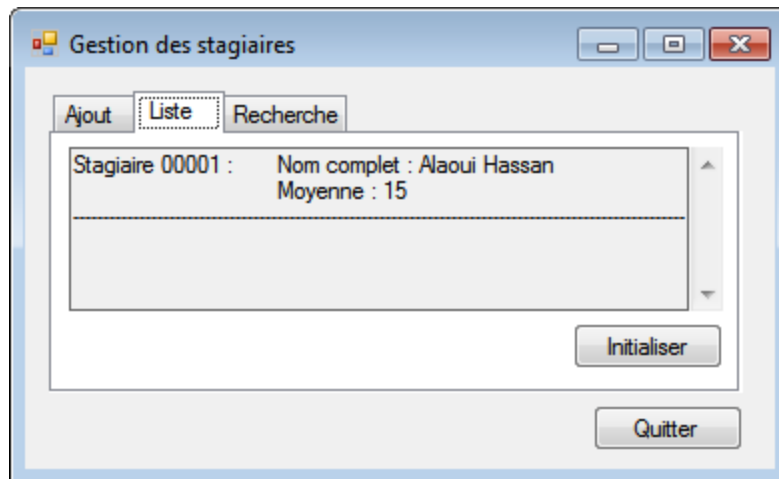 Gestion des stagiaires
Ajout Liste Recherche
Stagiaire 00001 : Nom complet : Alaoui Hassan
Moyenne : 15
--------------------------------------------------------------------------------
Initialiser
Quitter